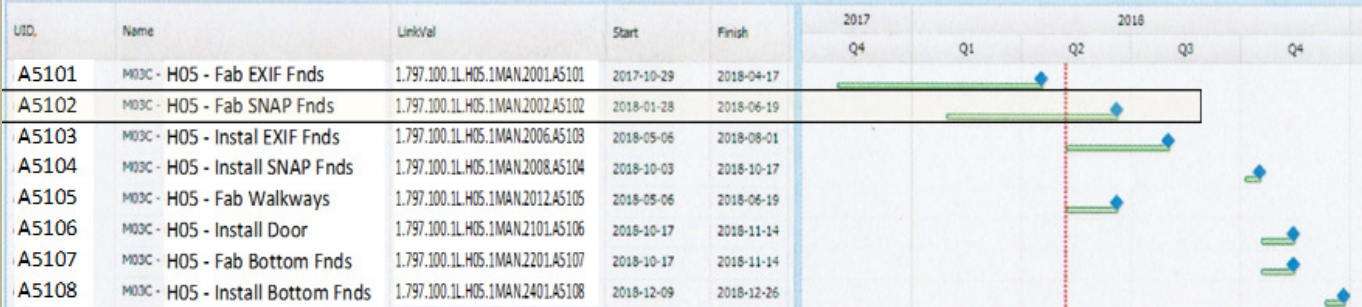 2017 2018
UID, Name LinkVal Start Finish
Q4 Q1 Q2 Q3 Q4
A5101 M03C - H05 - Fab EXIF Fnds 1.797.100.1L.H05.1MAN.2001.A5101 2017-10-29 2018-04-17
A5102 M03C - H05 - Fab SNAP Fnds 1.797.100.1L.H05.1MAN.2002.A5102 2018-01-28 2018-06-19
A5103 M03C - H05 - Instal EXIF Fnds 1.797.100.1L.H05.1MAN.2006.A5103 2018-05-06 2018-08-01
A5104 M03C - H05 - Install SNAP Fnds 1.797.100.1L.H05.1MAN.2008.A5104 2018-10-03 2018-10-17
A5105 M03C - H05 - Fab Walkways 1.797.100.1L.H05.1MAN.2012.A5105 2018-05-06 2018-06-19
A5106 M03C - H05 - Install Door 1.797.100.1L.H05.1MAN.2101.A5106 2018-10-17 2018-11-14
A5107 M03C - H05 - Fab Bottom Fnds 1.797.100.1L.H05.1MAN.2201.A5107 2018-10-17 2018-11-14
A5108 M03C - H05 - Install Bottom Fnds 1.797.100.1L.H05.1MAN.2401.A5108 2018-12-09 2018-12-26